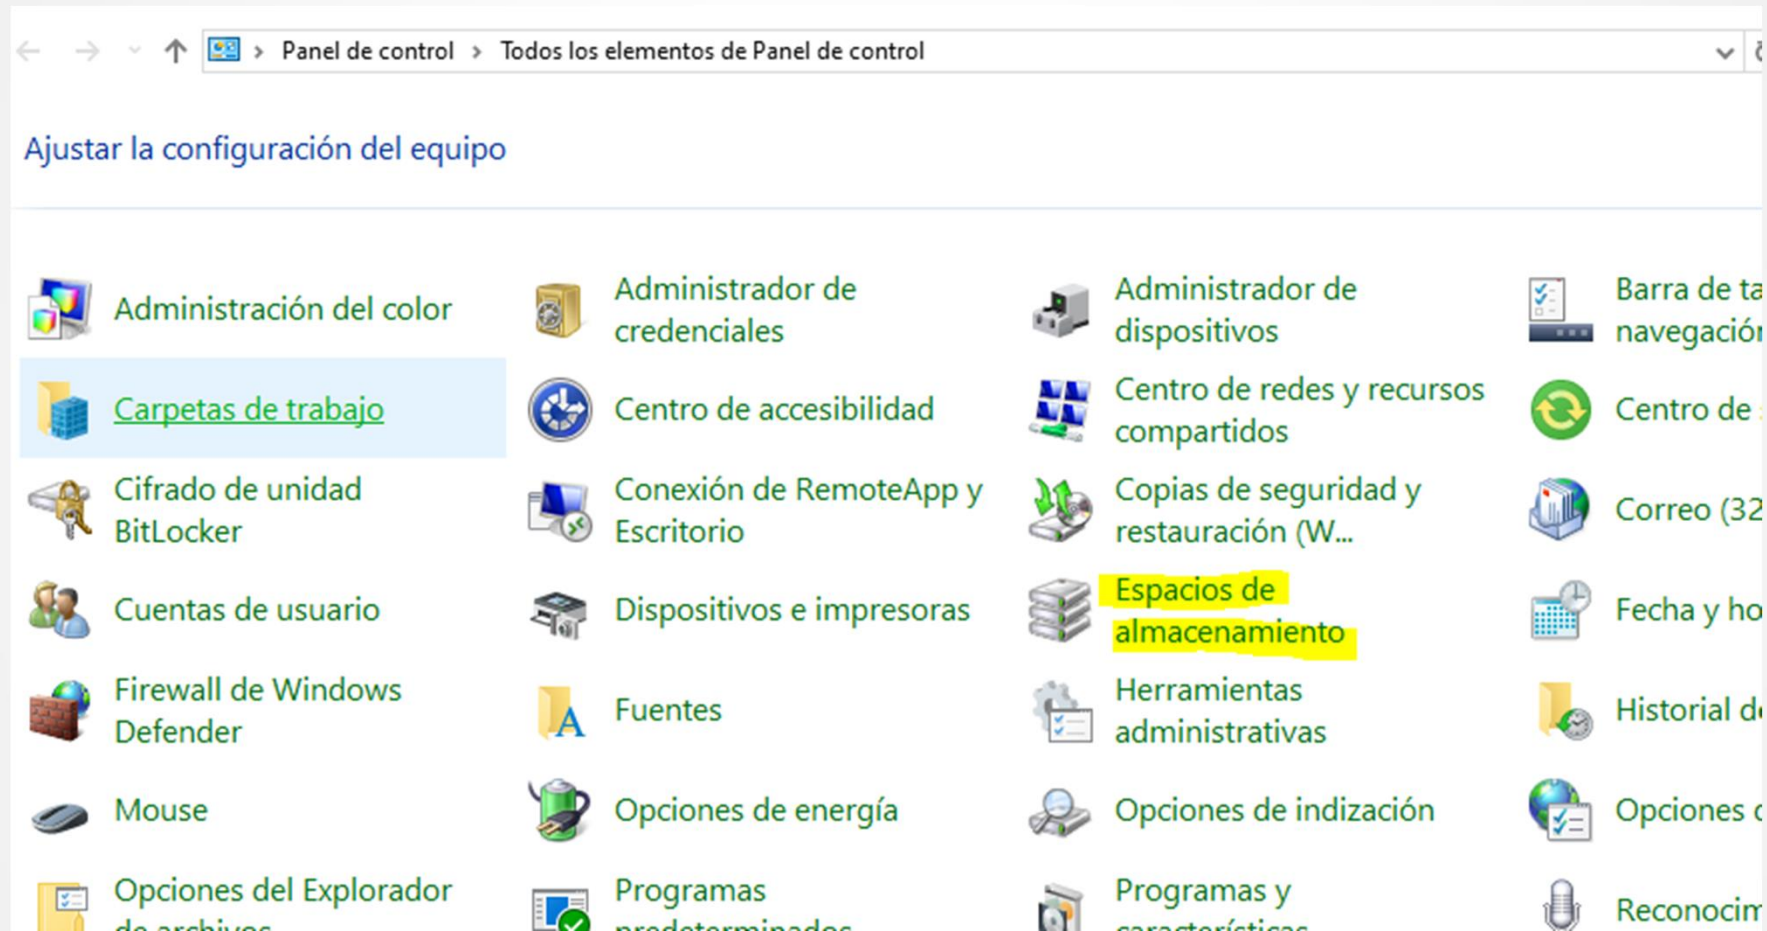 Panel de control > Todos los elementos de Panel de control
Ajustar la configuración del equipo
Administración del color
Administrador de
credenciales
Administrador de
dispositivos
Barra de
navegación
Carpetas de trabajo
Centro de accesibilidad
Centro de redes y recursos
compartidos
Centro de
Cifrado de unidad
BitLocker
Conexión de RemoteApp y
Escritorio
Copias de seguridad y
restauración (W...
Correo (32
Cuentas de usuario
Dispositivos e impresoras
Espacios de
almacenamiento
Fecha y
Firewall de Windows
Defender
Fuentes
Herramientas
administrativas
Historial
Mouse
Opciones de energía
Opciones de indización
Opciones
Opciones del Explorador
de archivos
Programas
predeterminados
Programas y
características